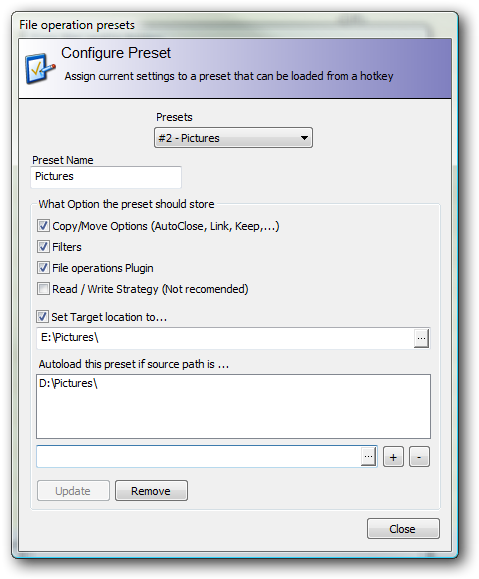 File operation presets
Configure Preset
Assign current settings to a preset that can be loaded from a hotkey
Presets
#2 - Pictures
Preset Name
Pictures
What Option the preset should store
Copy/Move Options (AutoClose, Link, Keep,...)
Filters
File operations Plugin
Read / Write Strategy (Not recomended)
Set Target location to...
E:\Pictures\
...
Autoload this preset if source path is ...
D:\Pictures\
... + -
Update Remove
Close